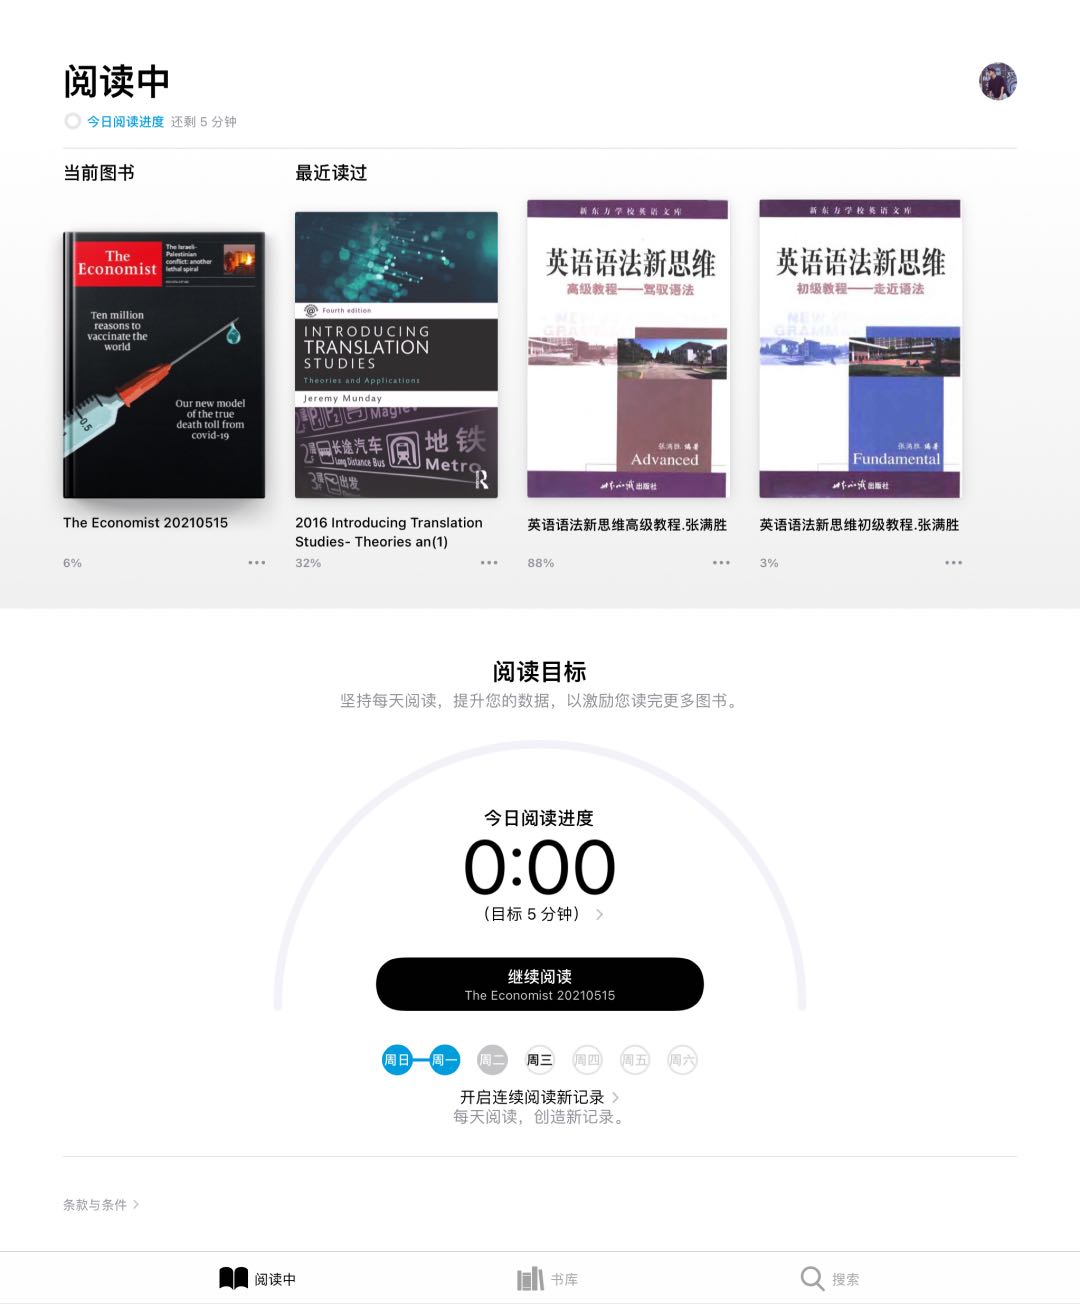 阅读中
今日阅读进度 还剩 5 分钟
当前图书
最近读过
The Economist
The Israeli-
Palestinian
conflict: another
lethal spiral
Ten million
reasons to
vaccinate the
world
Our new model
of the true
death toll from
covid-19
0.5
The Economist 20210515
6%
Fourth edition
INTRODUCING
TRANSLATION
STUDIES
Theories and Applications
Jeremy Munday
长途汽车
Long Distance Bus
地铁
Metro
出发
R
2016 Introducing Translation
Studies- Theories an(1)
32%
新东方学校英语文库
英语语法新思维
高级教程——驾驭语法
张满胜 编著
Advanced
世界知识出版社
英语语法新思维高级教程.张满胜
88%
新东方学校英语文库
英语语法新思维
初级教程——走近语法
张满胜 编著
Fundamental
世界知识出版社
英语语法新思维初级教程.张满胜
3%
阅读目标
坚持每天阅读，提升您的数据，以激励您读完更多图书。
今日阅读进度
0:00
（目标 5 分钟）
继续阅读
The Economist 20210515
周日 周一 周二 周三 周四 周五 周六
开启连续阅读新记录
每天阅读，创造新记录。
条款与条件
阅读中 书库 搜索